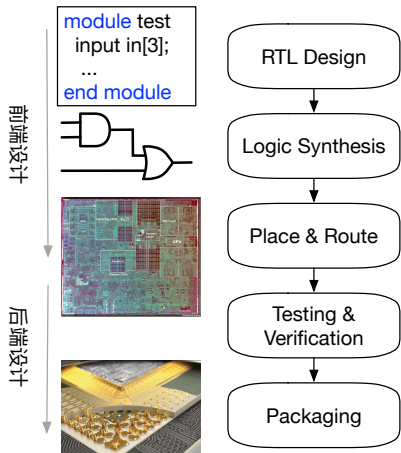 module test
input in[3];
...
end module
前端设计
后端设计
RTL Design
Logic Synthesis
Place & Route
Testing &
Verification
Packaging